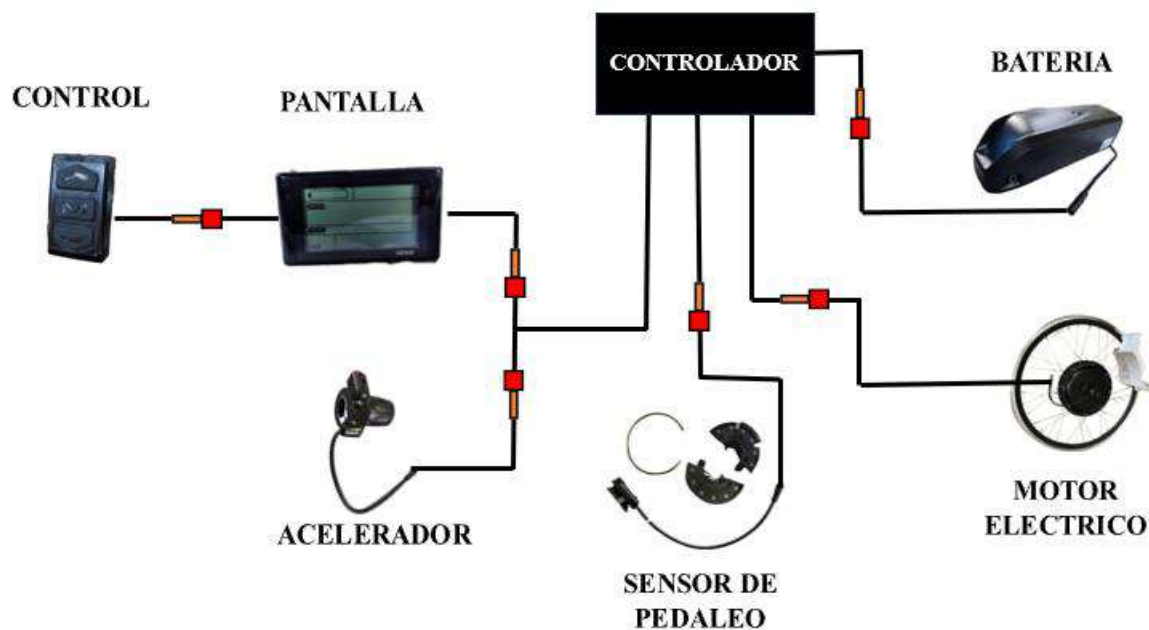 CONTROLADOR
BATERIA
CONTROL
PANTALLA
ACELERADOR
MOTOR
ELECTRICO
SENSOR DE
PEDALEO